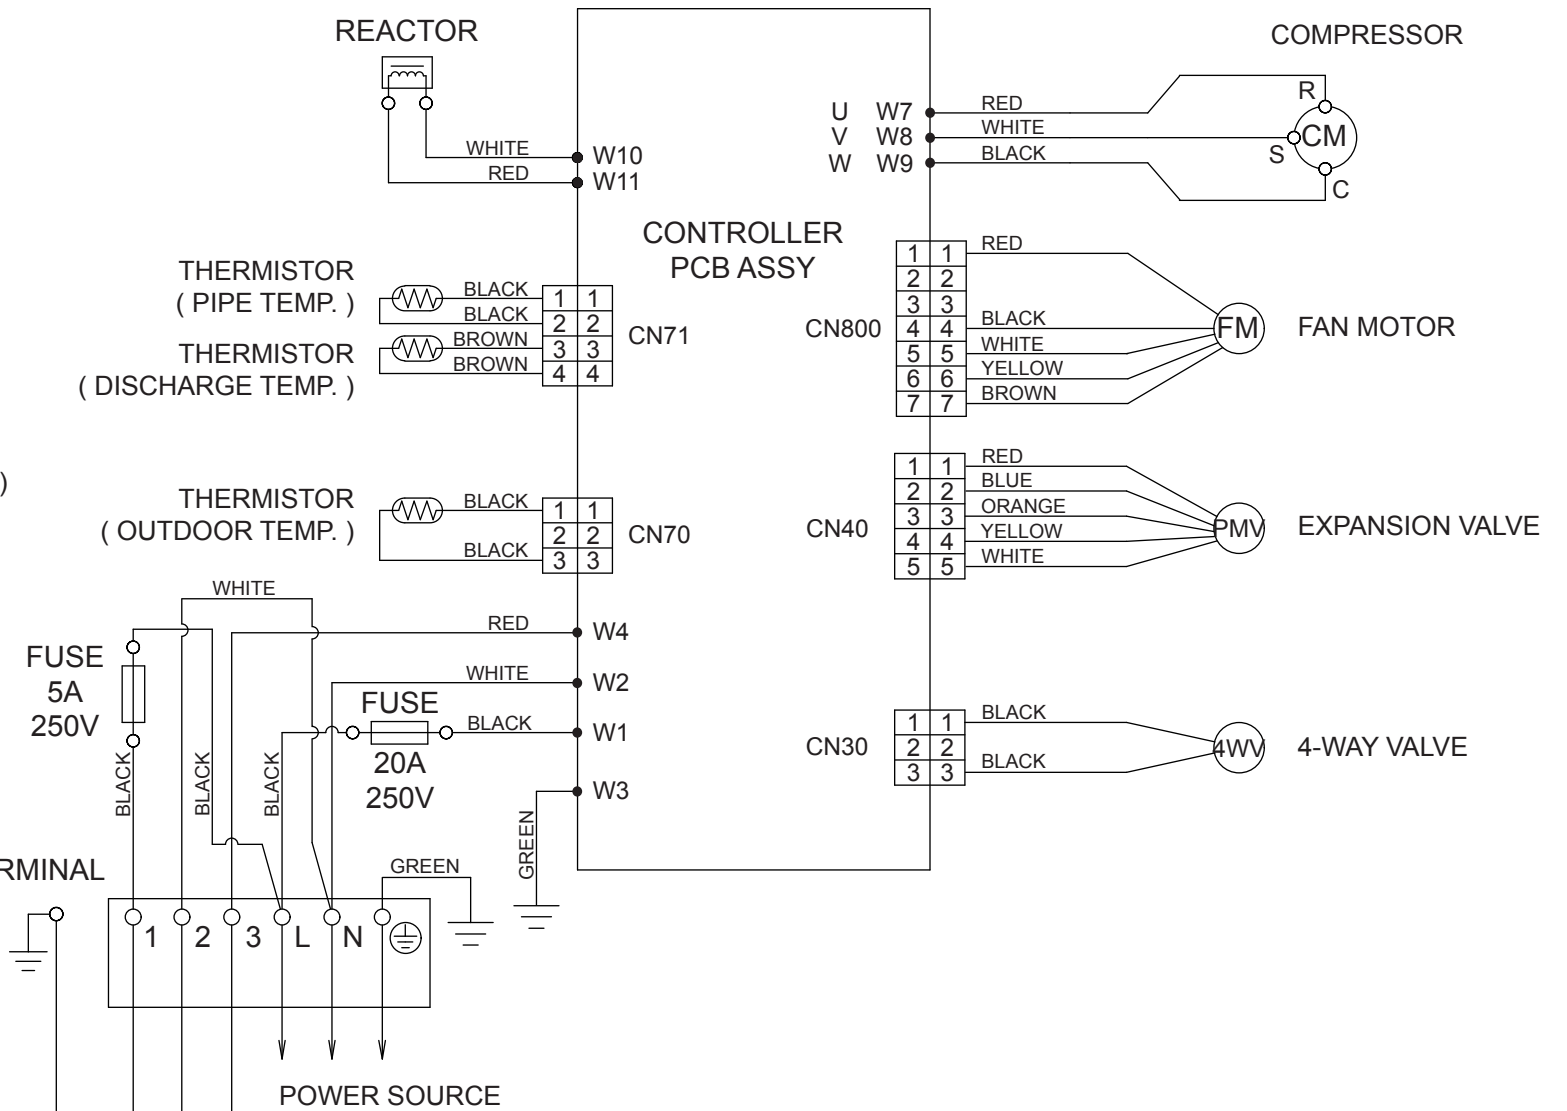 REACTOR
COMPRESSOR
WHITE
RED
W10
W11
U W7
V W8
W W9
RED
WHITE
BLACK
R
S
CM
C
CONTROLLER
PCB ASSY
THERMISTOR
( PIPE TEMP. )
THERMISTOR
( DISCHARGE TEMP. )
BLACK
BLACK
BROWN
BROWN
1 1
2 2
3 3
4 4
CN71
CN800
1 1
2 2
3 3
4 4
5 5
6 6
7 7
RED
BLACK
WHITE
YELLOW
BROWN
FM
FAN MOTOR
)
THERMISTOR
( OUTDOOR TEMP. )
BLACK
BLACK
1 1
2 2
3 3
CN70
CN40
1 1
2 2
3 3
4 4
5 5
RED
BLUE
ORANGE
YELLOW
WHITE
PMV
EXPANSION VALVE
WHITE
RED
W4
WHITE
W2
FUSE
5A
250V
FUSE
20A
250V
BLACK
W1
W3
BLACK
BLACK
BLACK
GREEN
CN30
1 1
2 2
3 3
BLACK
BLACK
4WV
4-WAY VALVE
RMINAL
GREEN
1 2 3 L N
POWER SOURCE